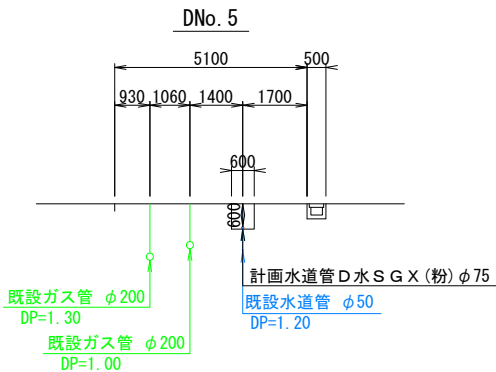 DNo. 5
5100 500
930 1060 1400 1700
600
600
計画水道管D水SGX(粉)φ75
既設ガス管 φ200
DP=1.30
既設水道管 φ50
DP=1.20
既設ガス管 φ200
DP=1.00